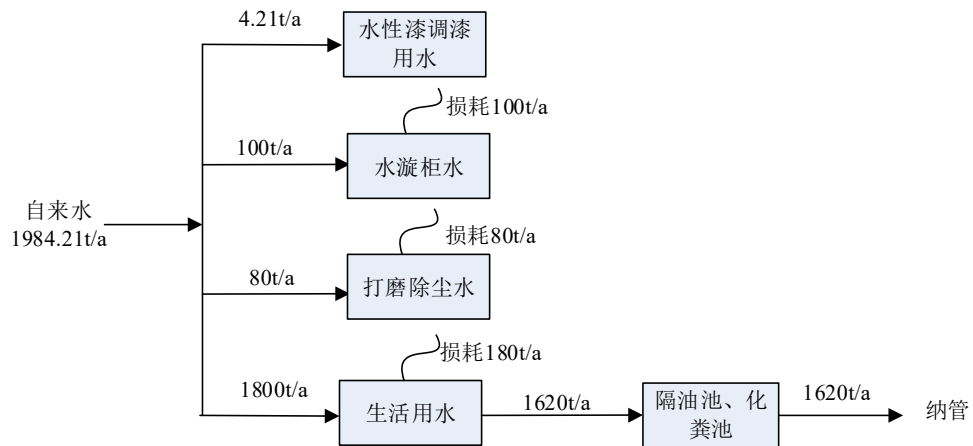 4.21t/a
水性漆调漆
用水
损耗100t/a
100t/a
水漩柜水
自来水
1984.21t/a
损耗80t/a
80t/a
打磨除尘水
损耗180t/a
1800t/a
生活用水
1620t/a
隔油池、化
粪池
1620t/a
纳管